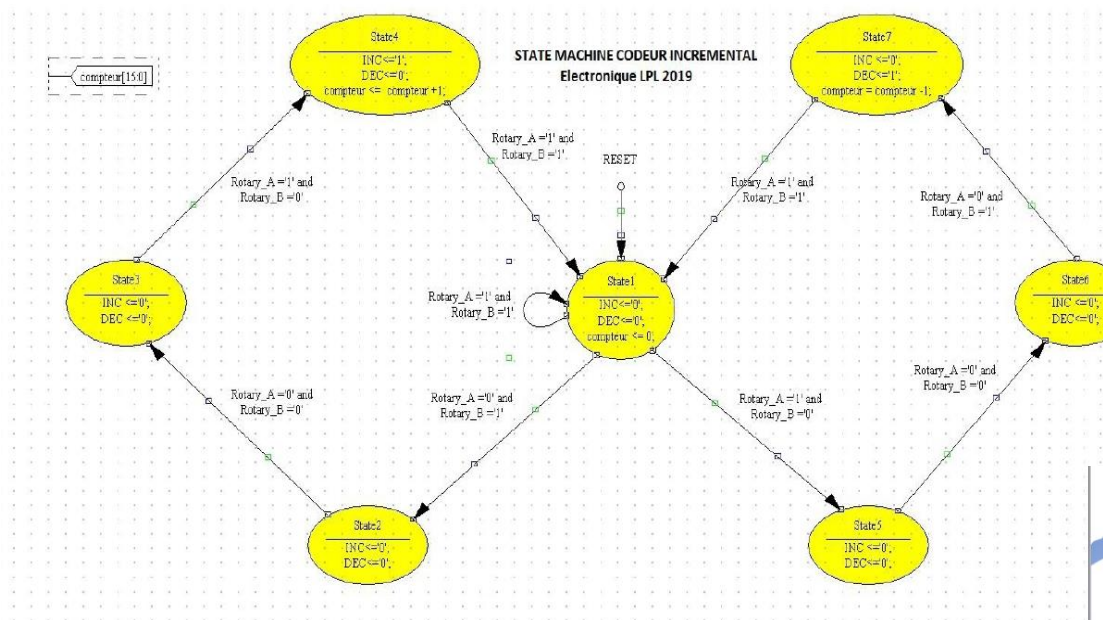 State4
INC<='1';
DEC<='0';
compteur <= compteur +1;
STATE MACHINE CODEUR INCREMENTAL
Electronique LPL 2019
State7
INC <='0';
DEC<='1';
compteur = compteur -1;
compteur[15:0]
Rotary_A ='1' and
Rotary_B ='1'
RESET
Rotary_A ='1' and
Rotary_B ='0'
Rotary_A ='1' and
Rotary_B ='1'
Rotary_A ='0' and
Rotary_B ='1'
State3
INC <='0';
DEC <='0';
Rotary_A ='1' and
Rotary_B ='1'
State1
INC<='0';
DEC<='0';
compteur <= 0;
State6
INC<='0';
DEC<='0';
Rotary_A ='0' and
Rotary_B ='0'
Rotary_A ='0' and
Rotary_B ='1'
Rotary_A ='1' and
Rotary_B ='0'
Rotary_A ='0' and
Rotary_B ='0'
State2
INC<='0';
DEC<='0';
State5
INC <='0';
DEC<='0';